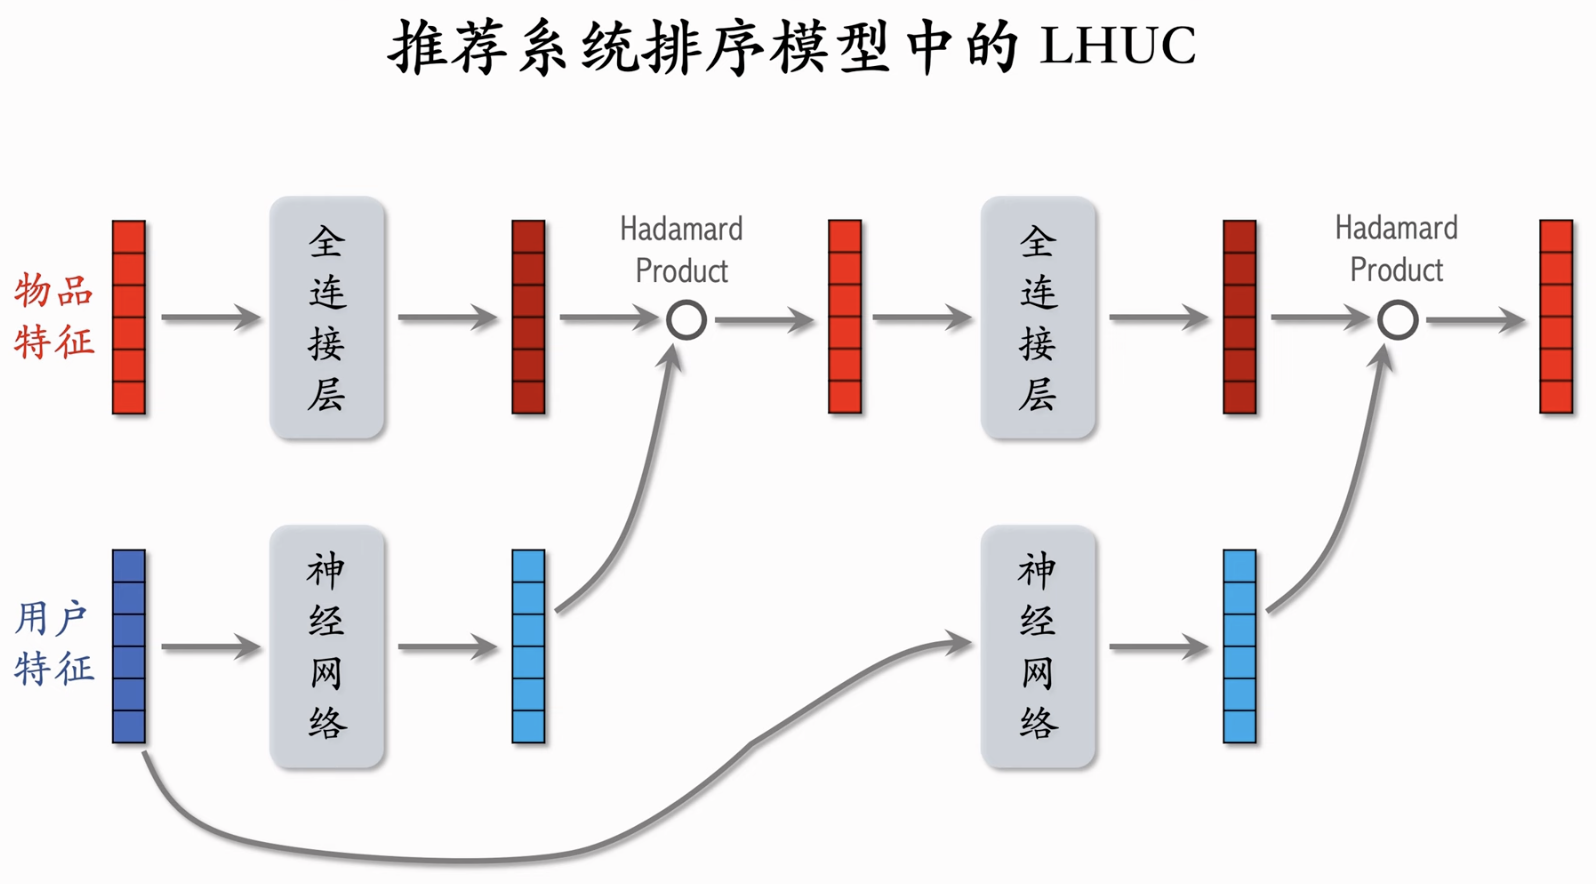 推荐系统排序模型中的 LHUC
物品
特征
全
连
接
层
Hadamard
Product
全
连
接
层
Hadamard
Product
用户
特征
神
经
网
络
神
经
网
络